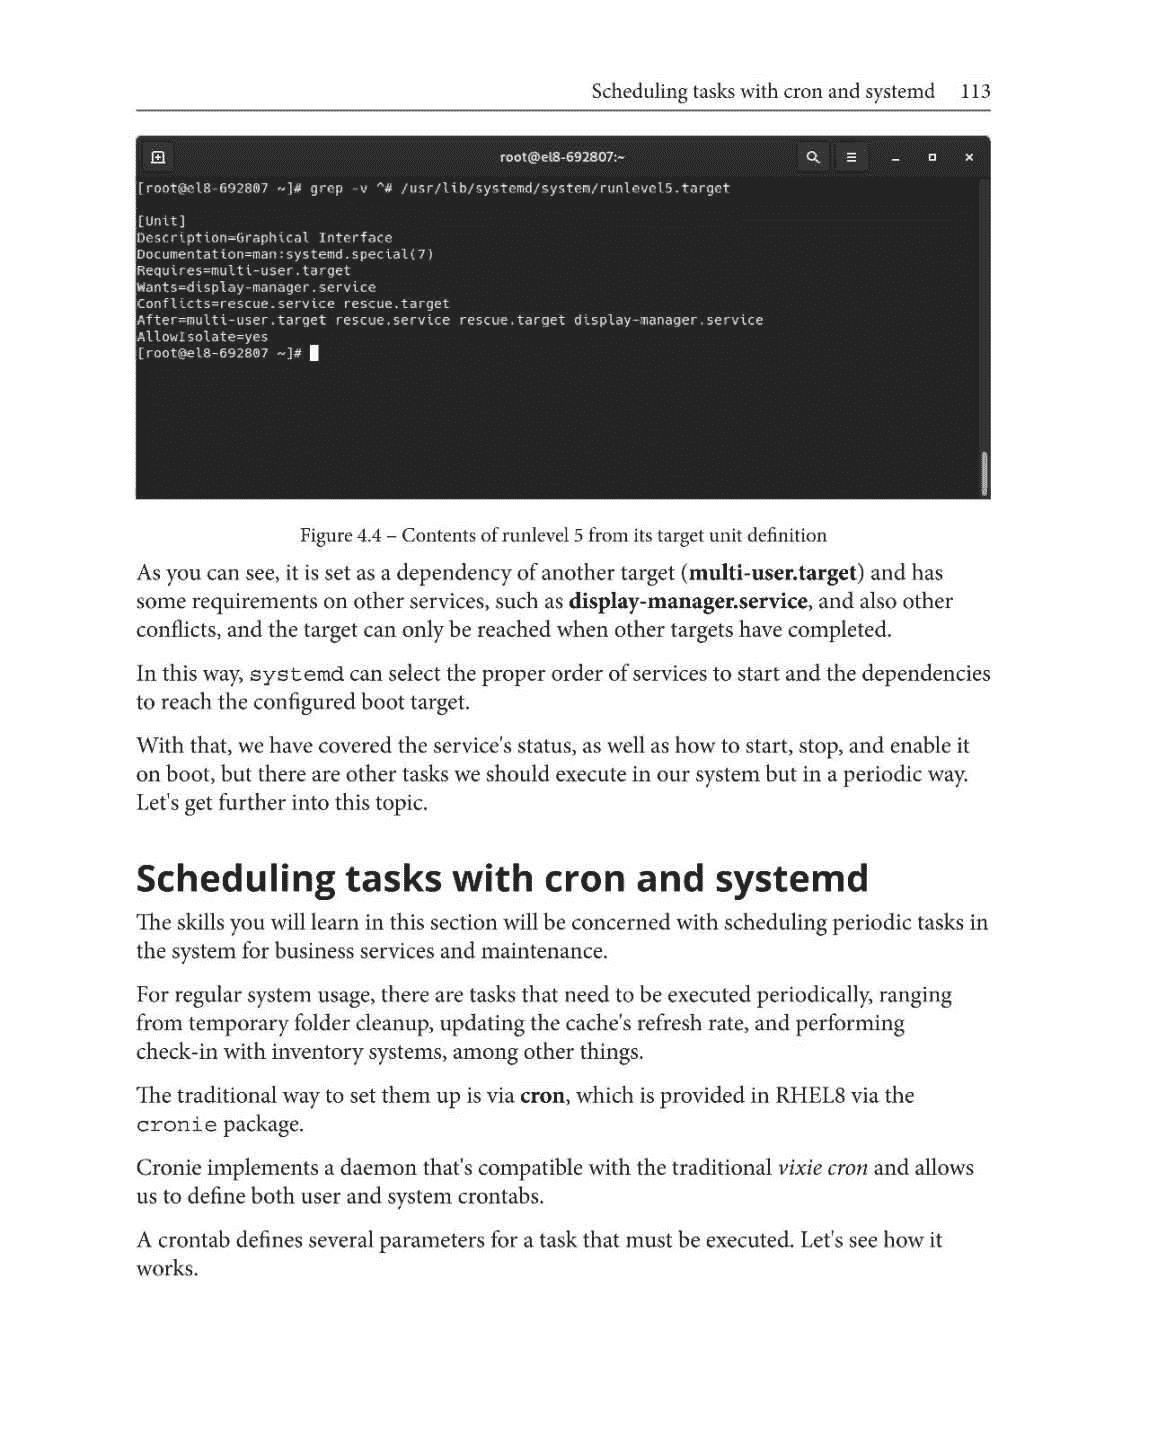 Scheduling tasks with cron and systemd 113
root@el8-692807:~
[root@el8-692807 ~]# grep -v ^# /usr/lib/systemd/system/runlevel5.target
[Unit]
Description=Graphical Interface
Documentation=man:systemd.special(7)
Requires=multi-user.target
Wants=display-manager.service
Conflicts=rescue.service rescue.target
After=multi-user.target rescue.service rescue.target display-manager.service
AllowIsolate=yes
[root@el8-692807 ~]#
Figure 4.4 – Contents of runlevel 5 from its target unit definition
As you can see, it is set as a dependency of another target (multi-user.target) and has
some requirements on other services, such as display-manager.service, and also other
conflicts, and the target can only be reached when other targets have completed.
In this way, systemd can select the proper order of services to start and the dependencies
to reach the configured boot target.
With that, we have covered the service's status, as well as how to start, stop, and enable it
on boot, but there are other tasks we should execute in our system but in a periodic way.
Let's get further into this topic.
Scheduling tasks with cron and systemd
The skills you will learn in this section will be concerned with scheduling periodic tasks in
the system for business services and maintenance.
For regular system usage, there are tasks that need to be executed periodically, ranging
from temporary folder cleanup, updating the cache's refresh rate, and performing
check-in with inventory systems, among other things.
The traditional way to set them up is via cron, which is provided in RHEL8 via the
cronie package.
Cronie implements a daemon that's compatible with the traditional vixie cron and allows
us to define both user and system crontabs.
A crontab defines several parameters for a task that must be executed. Let's see how it
works.